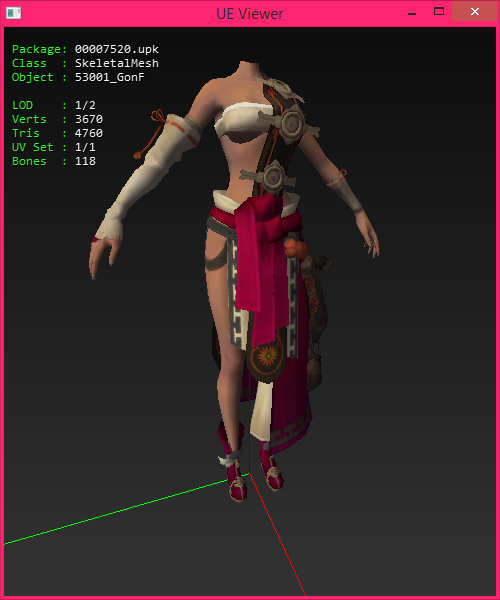 UE Viewer
Package: 00007520.upk
Class : SkeletalMesh
Object : 53001_GonF
LOD : 1/2
Verts : 3670
Tris : 4760
UV Set : 1/1
Bones : 118